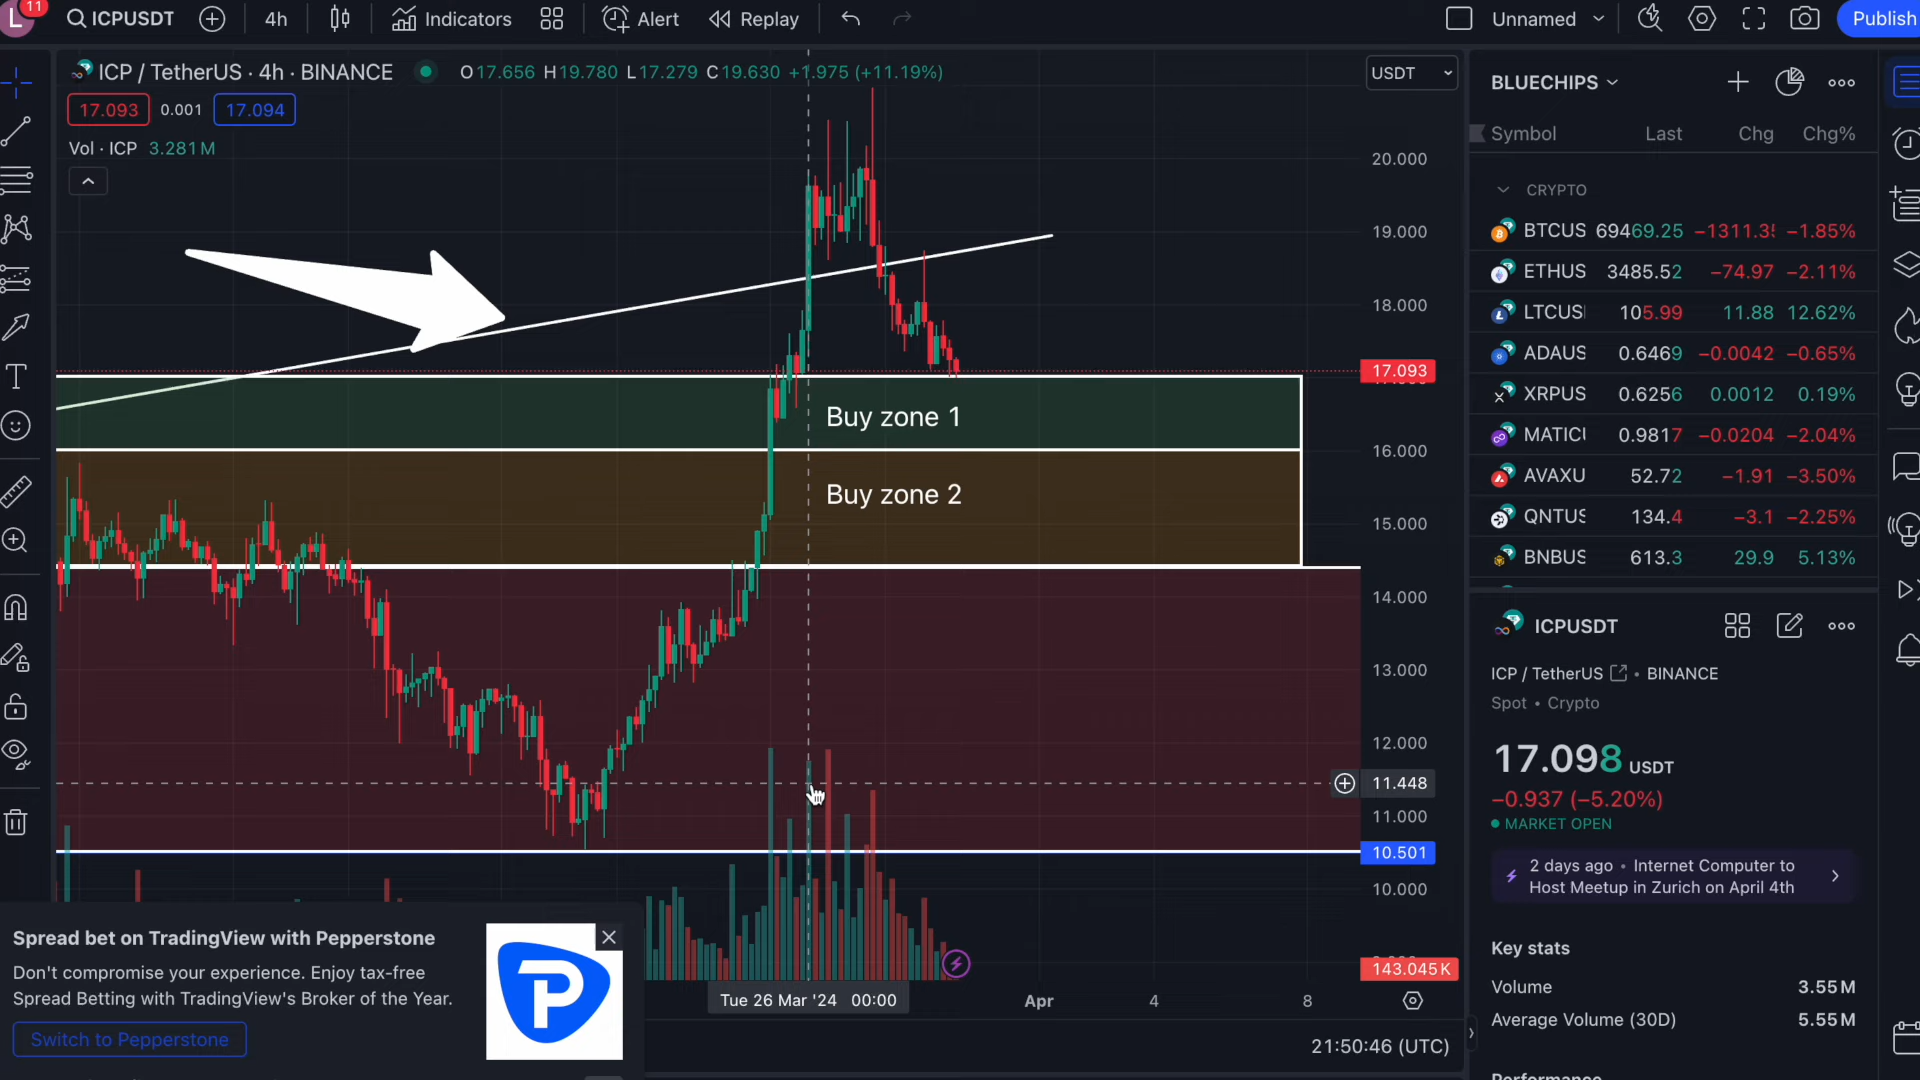 L 11 ICPUSDT 4h Indicators Alert Replay Unnamed Publish
ICP / TetherUS · 4h · BINANCE O17.656 H19.780 L17.279 C19.630 +1.975 (+11.19%)
USDT
17.093 0.001 17.094
Vol · ICP 3.281M
20.000
19.000
18.000
17.093
16.000
15.000
14.000
13.000
12.000
11.448
11.000
10.501
10.000
143.045K
Buy zone 1
Buy zone 2
Tue 26 Mar '24 00:00
Apr 4 8
21:50:46 (UTC)
Spread bet on TradingView with Pepperstone
Don't compromise your experience. Enjoy tax-free
Spread Betting with TradingView's Broker of the Year.
Switch to Pepperstone
BLUECHIPS
Symbol Last Chg Chg%
CRYPTO
BTCUS 69469.25 −1311.3 −1.85%
ETHUS 3485.52 −74.97 −2.11%
LTCUS 105.99 11.88 12.62%
ADAUS 0.6469 −0.0042 −0.65%
XRPUS 0.6256 0.0012 0.19%
MATICU 0.9817 −0.0204 −2.04%
AVAXU 52.72 −1.91 −3.50%
QNTUS 134.4 −3.1 −2.25%
BNBUS 613.3 29.9 5.13%
ICPUSDT
ICP / TetherUS • BINANCE
Spot • Crypto
17.098 USDT
−0.937 (−5.20%)
MARKET OPEN
2 days ago • Internet Computer to
Host Meetup in Zurich on April 4th
Key stats
Volume 3.55M
Average Volume (30D) 5.55M
Performance